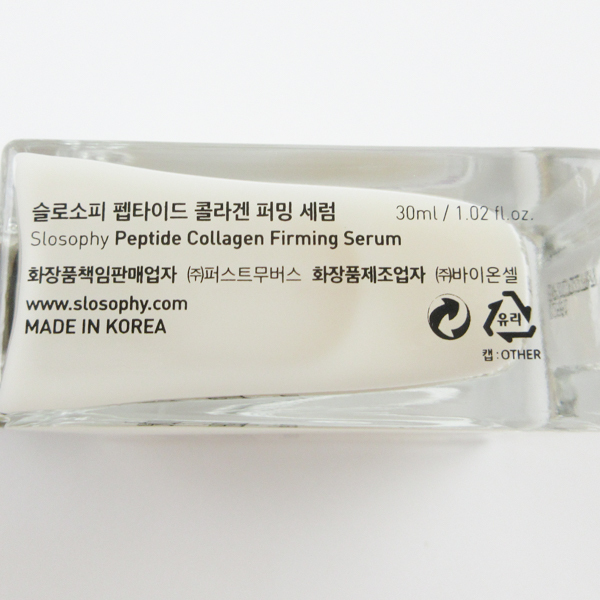 슬로소피 펩타이드 콜라겐 퍼밍 세럼 30ml / 1.02 fl.oz.
Slosophy Peptide Collagen Firming Serum
화장품책임판매업자 ㈜퍼스트무버스 화장품제조업자 ㈜바이온셀
www.slosophy.com
MADE IN KOREA
유리
캡:OTHER